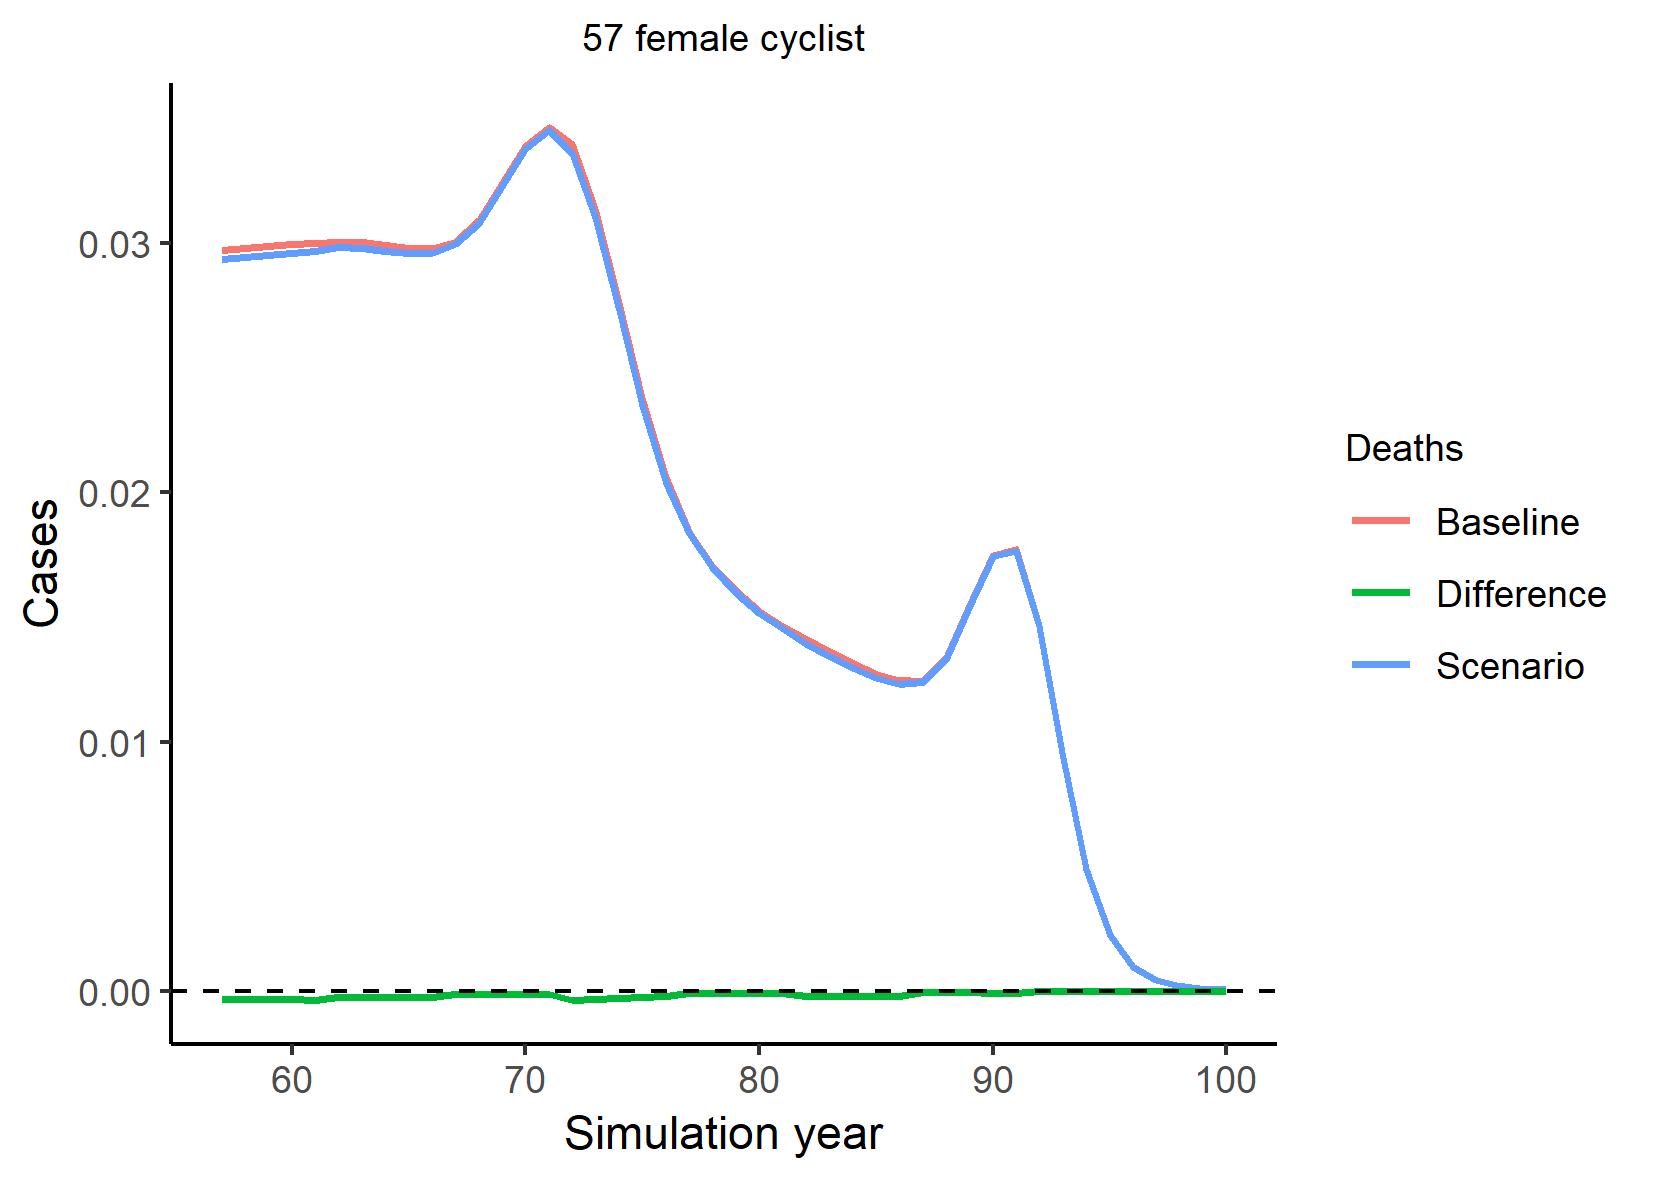 57 female cyclist
Cases
0.03
0.02
0.01
0.00
60 70 80 90 100
Simulation year
Deaths
Baseline
Difference
Scenario